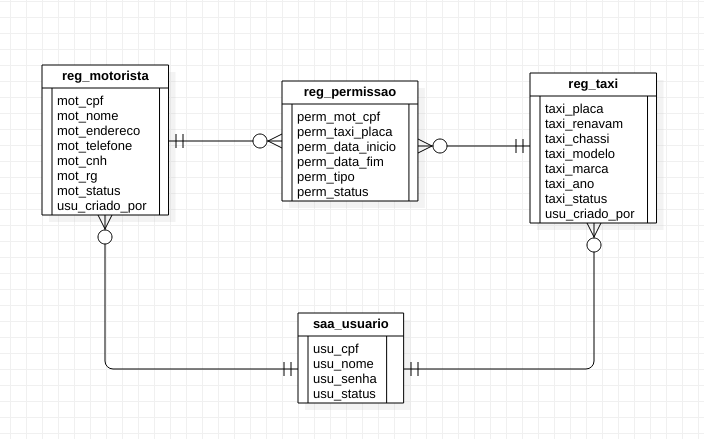 reg_motorista
mot_cpf
mot_nome
mot_endereco
mot_telefone
mot_cnh
mot_rg
mot_status
usu_criado_por
reg_permissao
perm_mot_cpf
perm_taxi_placa
perm_data_inicio
perm_data_fim
perm_tipo
perm_status
reg_taxi
taxi_placa
taxi_renavam
taxi_chassi
taxi_modelo
taxi_marca
taxi_ano
taxi_status
usu_criado_por
saa_usuario
usu_cpf
usu_nome
usu_senha
usu_status